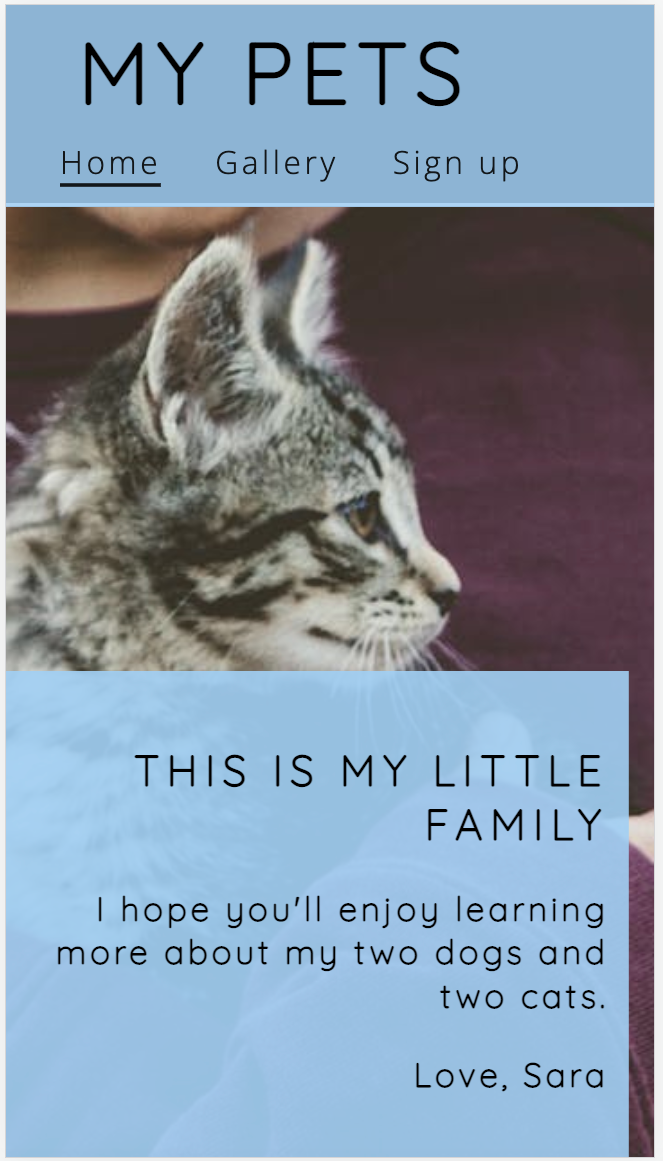 MY PETS
Home Gallery Sign up
THIS IS MY LITTLE
FAMILY
I hope you'll enjoy learning
more about my two dogs and
two cats.
Love, Sara